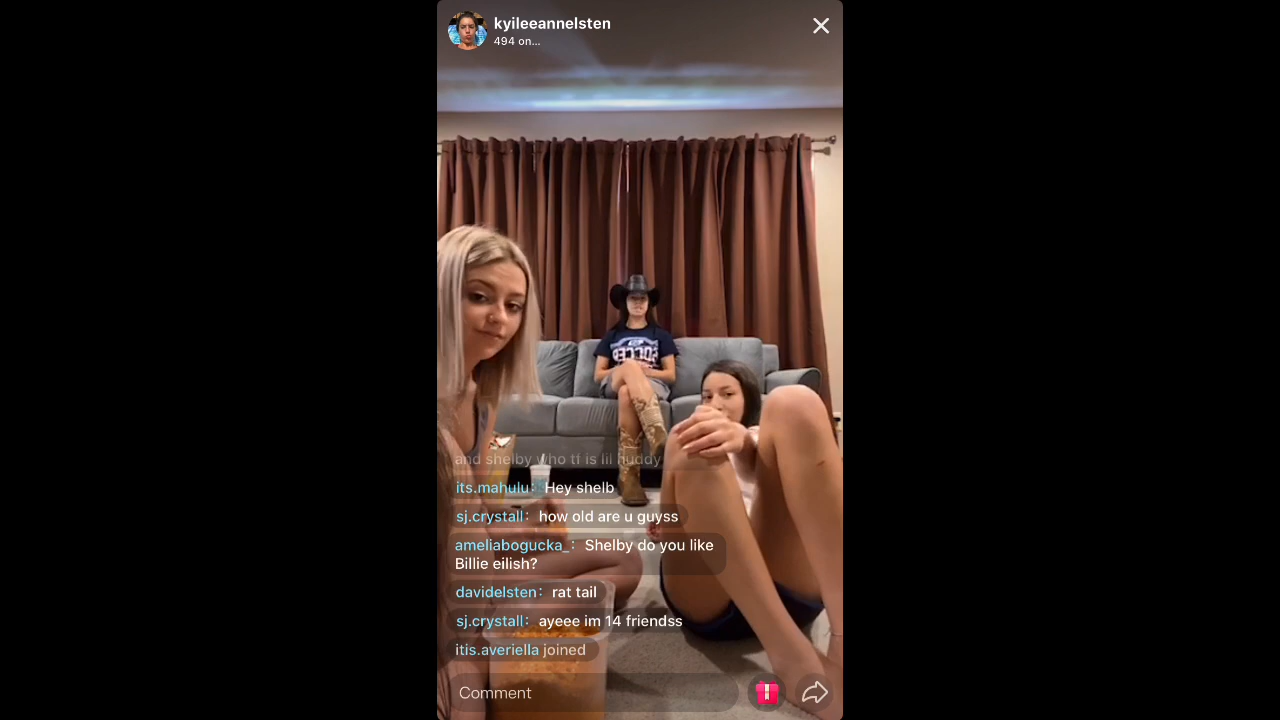 kyileeannelsten
494 on...
SOCCER
and shelby who tf is lil huddy
its.mahulu: Hey shelb
sj.crystall: how old are u guyss
ameliabogucka_: Shelby do you like
Billie eilish?
davidelsten: rat tail
sj.crystall: ayeee im 14 friendss
itis.averiella joined
Comment